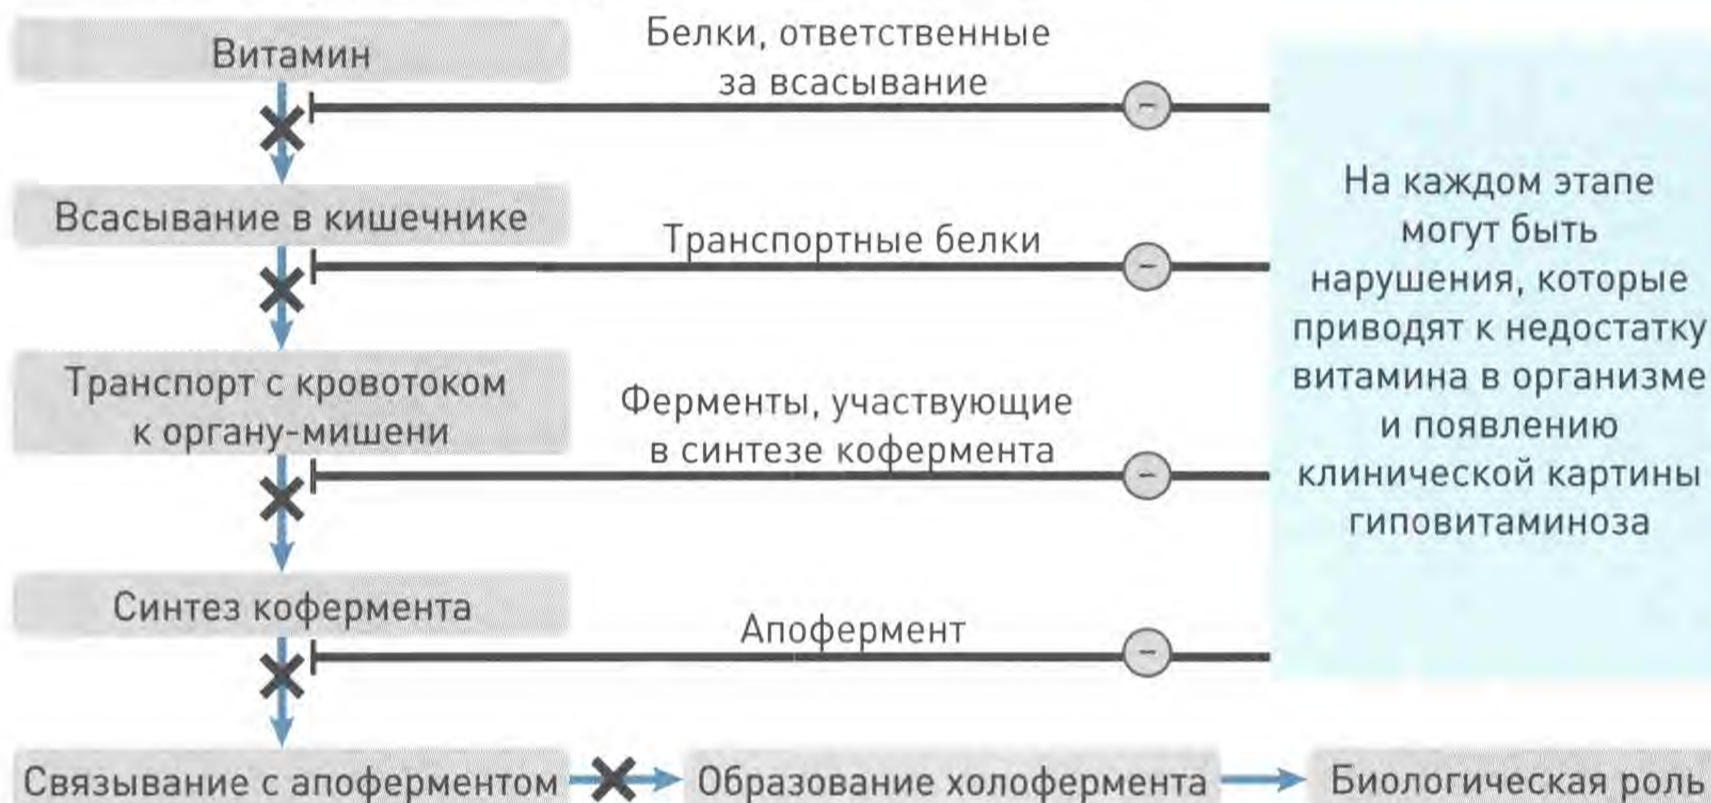 Витамин
Белки, ответственные
за всасывание
–
Всасывание в кишечнике
Транспортные белки
–
Транспорт с кровотоком
к органу-мишени
Ферменты, участвующие
в синтезе кофермента
–
Синтез кофермента
Апофермент
–
На каждом этапе
могут быть
нарушения, которые
приводят к недостатку
витамина в организме
и появлению
клинической картины
гиповитаминоза
Связывание с апоферментом
Образование холофермента
Биологическая роль